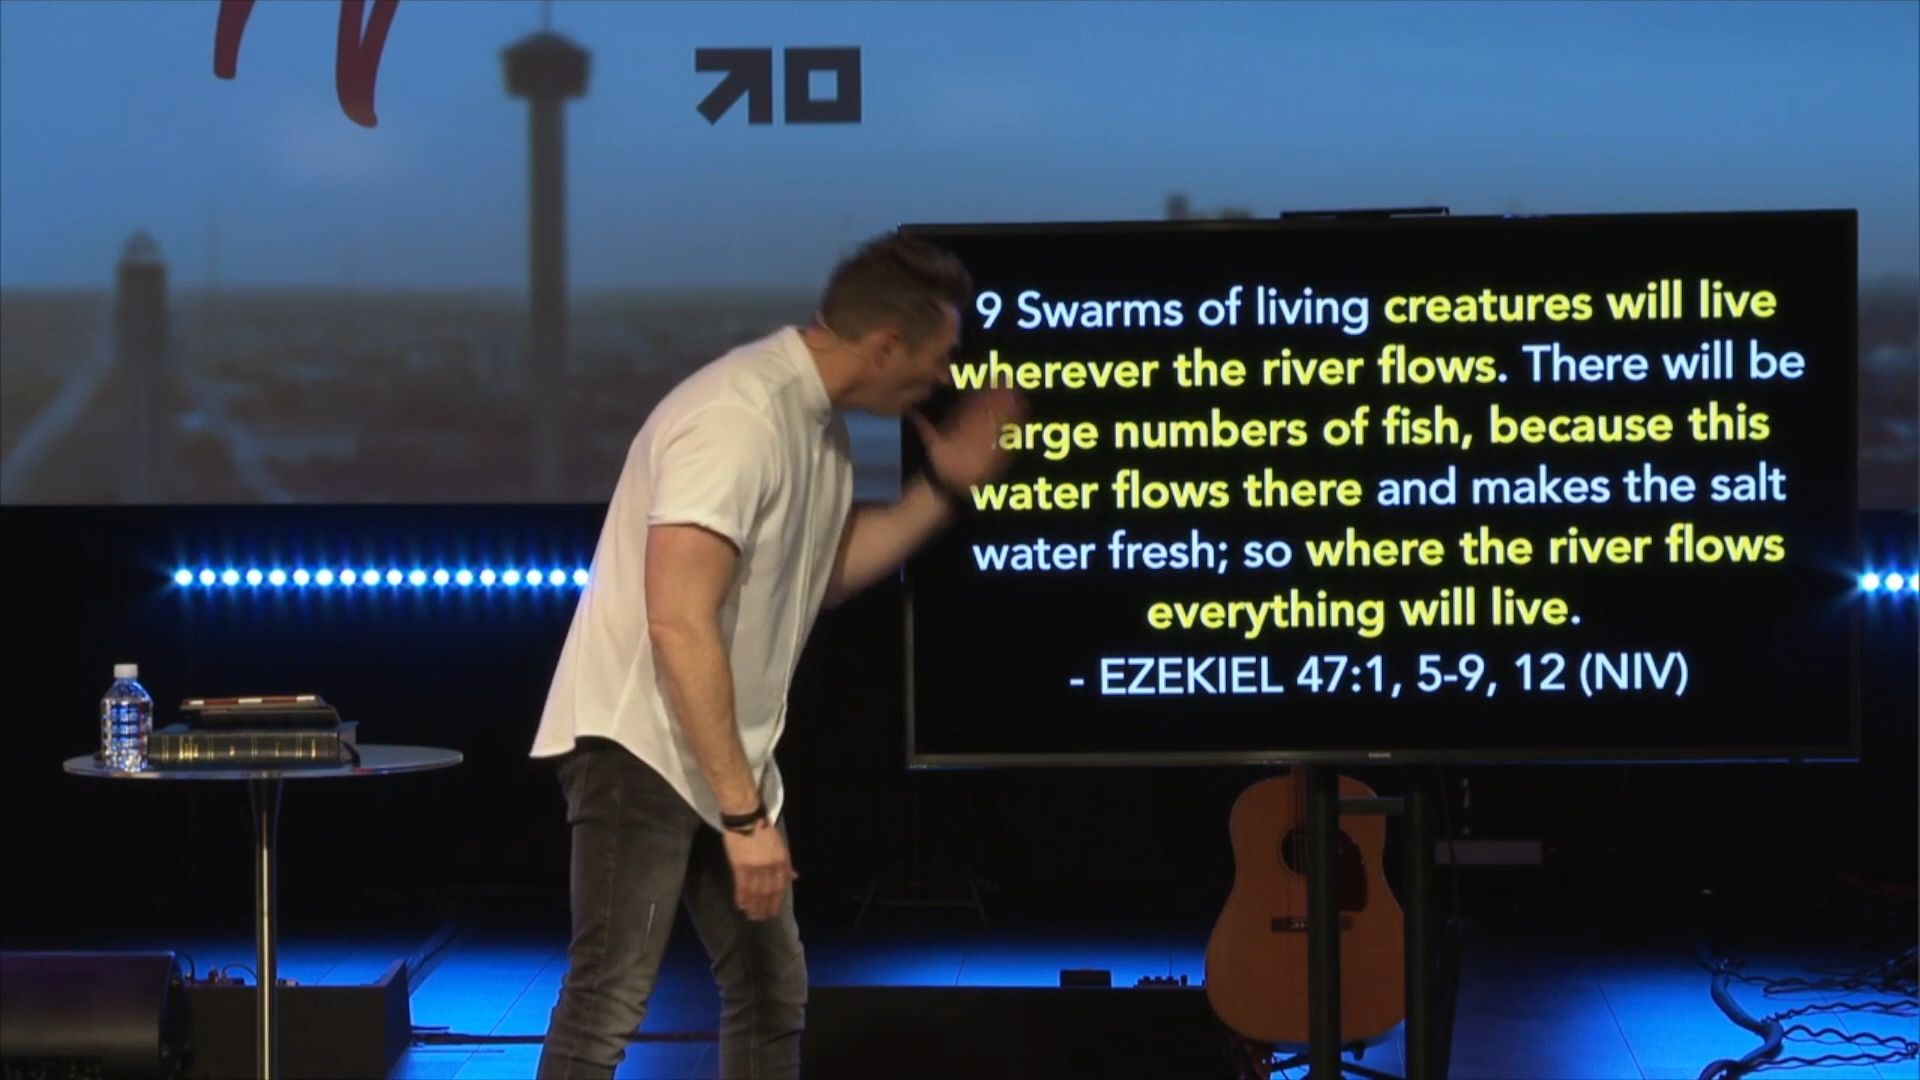 9 Swarms of living creatures will live
wherever the river flows. There will be
large numbers of fish, because this
water flows there and makes the salt
water fresh; so where the river flows
everything will live.
- EZEKIEL 47:1, 5-9, 12 (NIV)